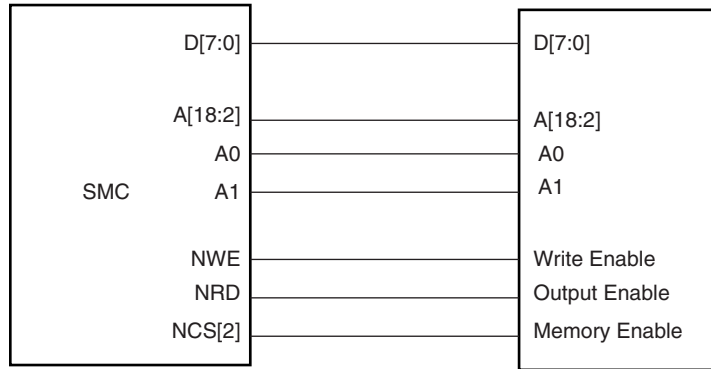 D[7:0] D[7:0]
A[18:2] A[18:2]
A0 A0
SMC A1 A1
NWE Write Enable
NRD Output Enable
NCS[2] Memory Enable